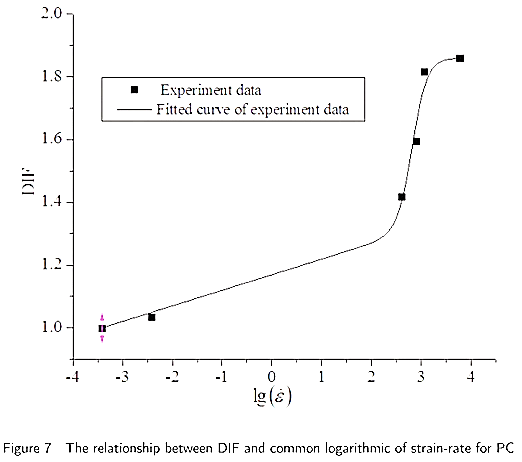 2.0
1.8
1.6
1.4
1.2
1.0
DIF
Experiment data
Fitted curve of experiment data
-4 -3 -2 -1 0 1 2 3 4
lg(ε̇)
Figure 7 The relationship between DIF and common logarithmic of strain-rate for PC